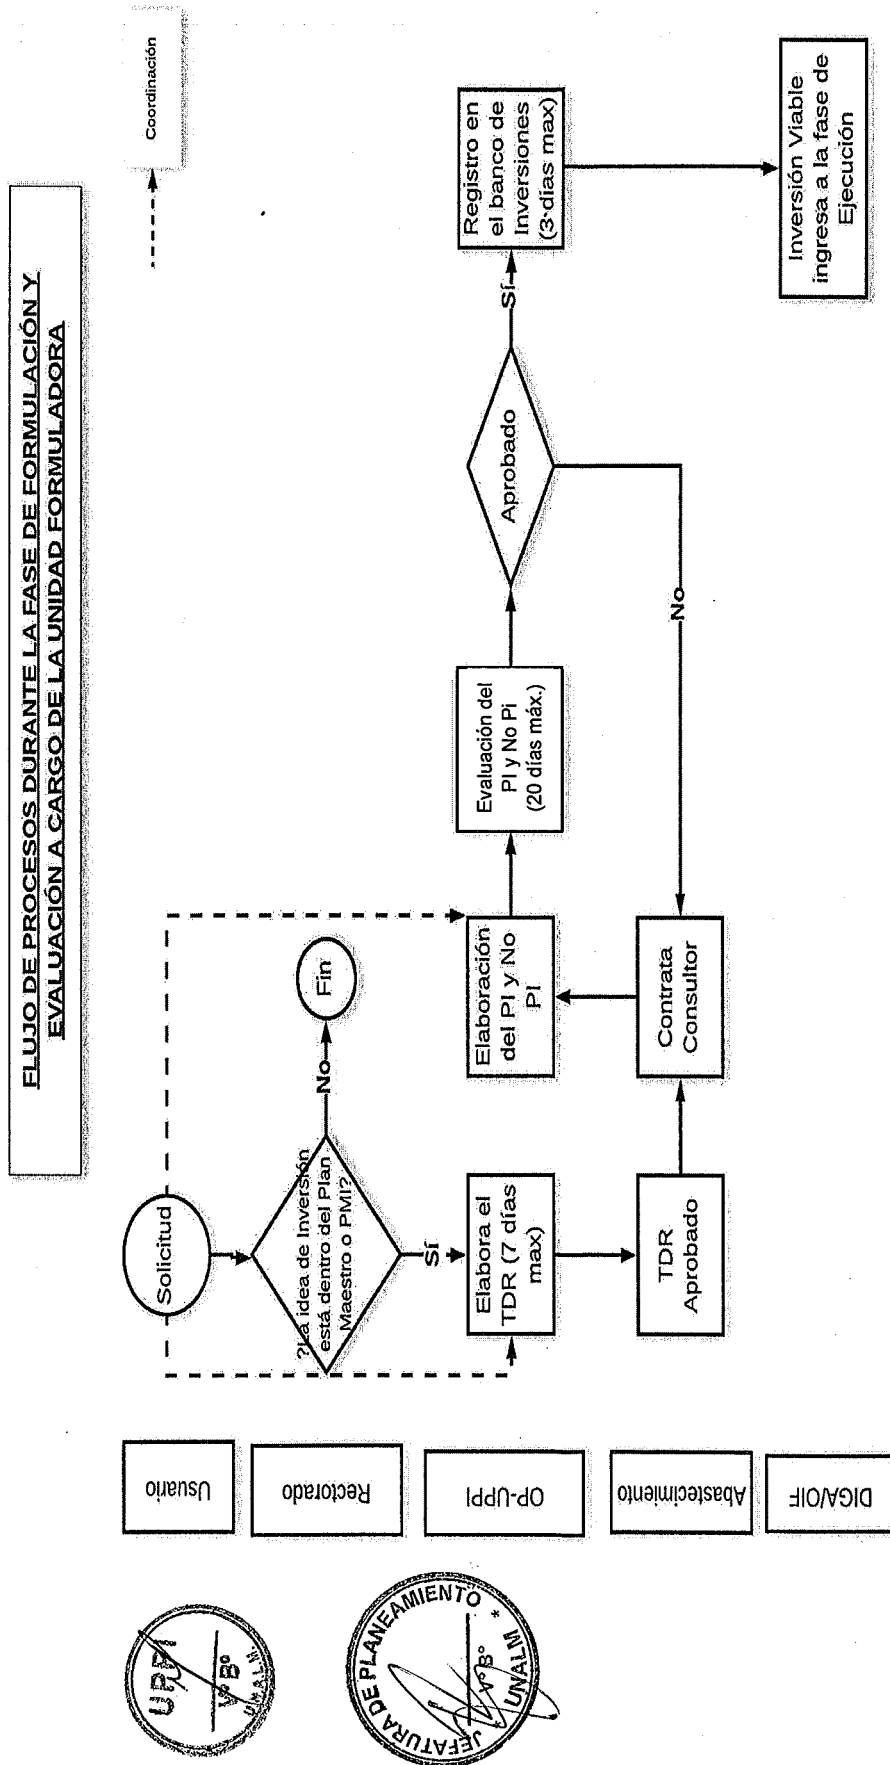 FLUJO DE PROCESOS DURANTE LA FASE DE FORMULACIÓN Y
EVALUACIÓN A CARGO DE LA UNIDAD FORMULADORA
Coordinación
Usuario
Solicitud
Rectorado
?La idea de Inversión
está dentro del Plan
Maestro o PMI?
No
Fin
Sí
OP-UPPI
Elabora el
TDR (7 días
max)
Elaboración
del PI y No
PI
Evaluación del
PI y No Pi
(20 días máx.)
Aprobado
Sí
Registro en
el banco de
Inversiones
(3-dias max)
No
Abastecimiento
TDR
Aprobado
Contrata
Consultor
DIGA/OIF
Inversión Viable
ingresa a la fase de
Ejecución
UPPI
V°B°
U.N.A.L.M.
JEFATURA DE PLANEAMIENTO
V°B°
* UNALM *